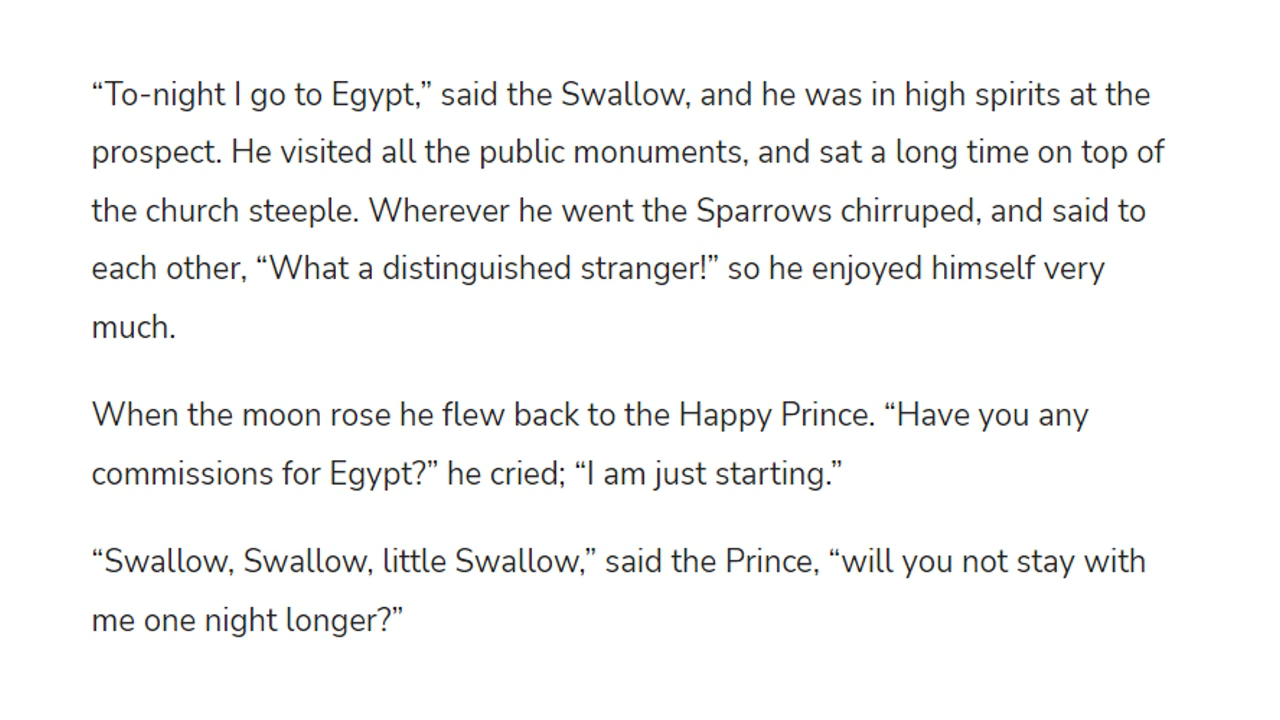 “To-night I go to Egypt,” said the Swallow, and he was in high spirits at the
prospect. He visited all the public monuments, and sat a long time on top of
the church steeple. Wherever he went the Sparrows chirruped, and said to
each other, “What a distinguished stranger!” so he enjoyed himself very
much.
When the moon rose he flew back to the Happy Prince. “Have you any
commissions for Egypt?” he cried; “I am just starting.”
“Swallow, Swallow, little Swallow,” said the Prince, “will you not stay with
me one night longer?”